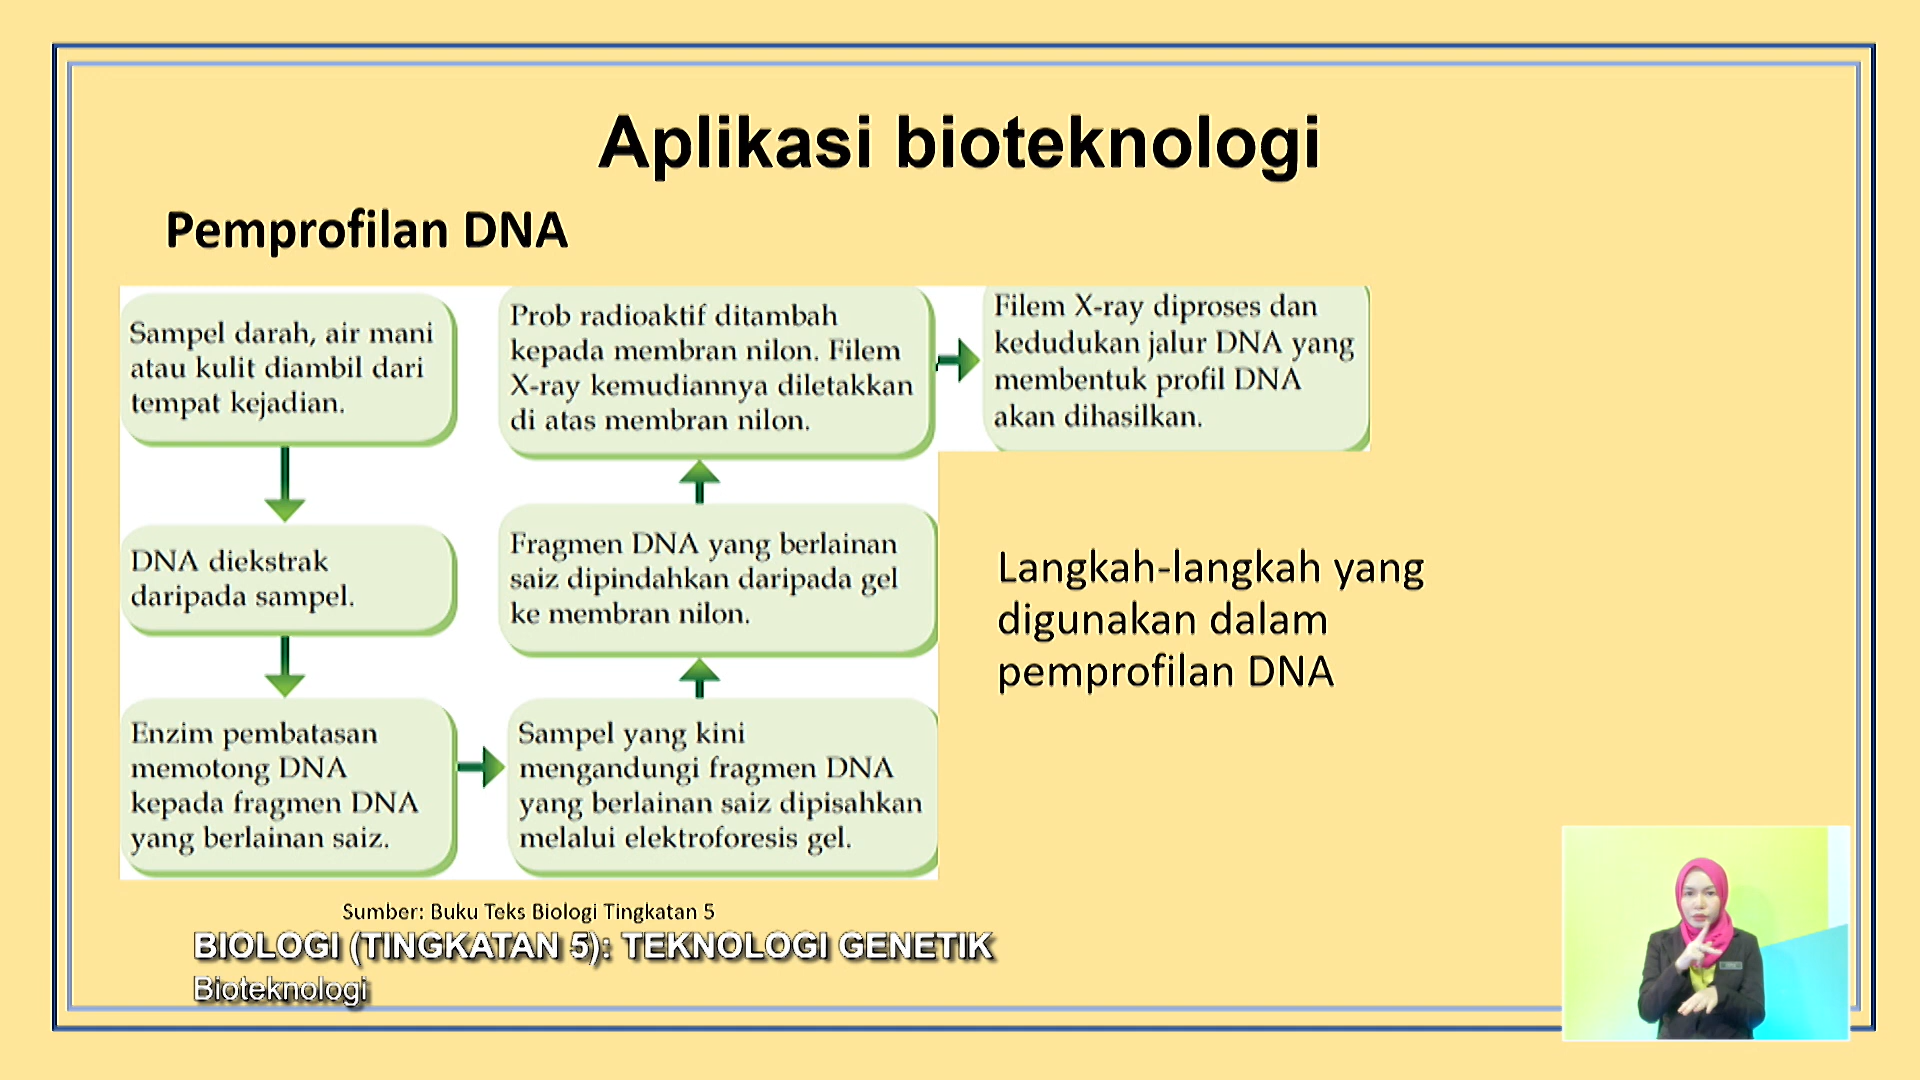 Aplikasi bioteknologi
Pemprofilan DNA
Sampel darah, air mani
atau kulit diambil dari
tempat kejadian.
DNA diekstrak
daripada sampel.
Enzim pembatasan
memotong DNA
kepada fragmen DNA
yang berlainan saiz.
Sampel yang kini
mengandungi fragmen DNA
yang berlainan saiz dipisahkan
melalui elektroforesis gel.
Fragmen DNA yang berlainan
saiz dipindahkan daripada gel
ke membran nilon.
Prob radioaktif ditambah
kepada membran nilon. Filem
X-ray kemudiannya diletakkan
di atas membran nilon.
Filem X-ray diproses dan
kedudukan jalur DNA yang
membentuk profil DNA
akan dihasilkan.
Langkah-langkah yang
digunakan dalam
pemprofilan DNA
Sumber: Buku Teks Biologi Tingkatan 5
BIOLOGI (TINGKATAN 5): TEKNOLOGI GENETIK
Bioteknologi